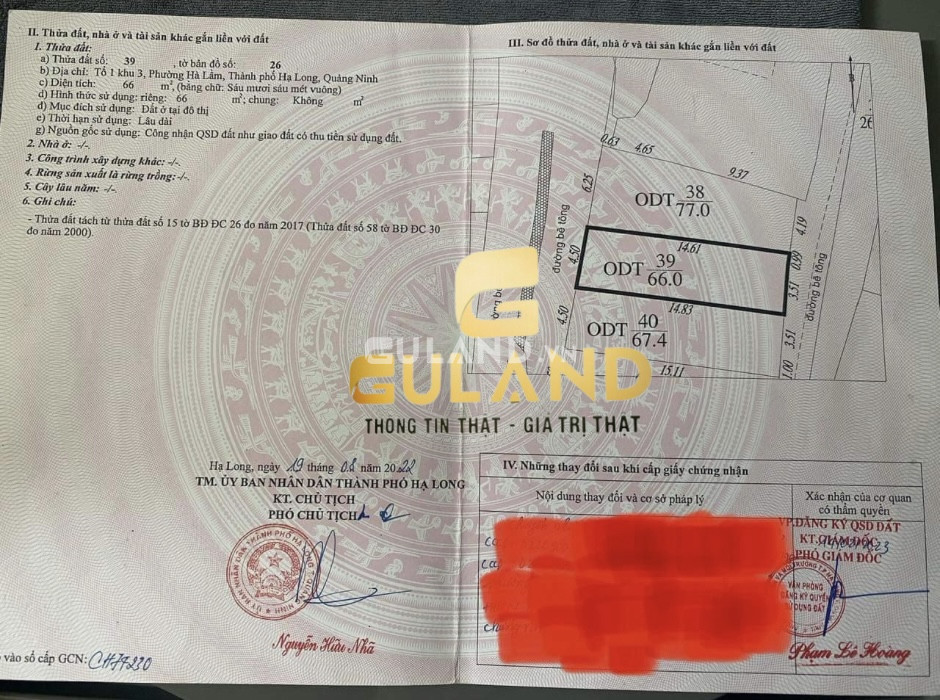 II. Thửa đất, nhà ở và tài sản khác gắn liền với đất
1. Thửa đất:
a) Thửa đất số: 39 , tờ bản đồ số: 26
b) Địa chỉ: Tổ 1 khu 3, Phường Hà Lầm, Thành phố Hạ Long, Quảng Ninh
c) Diện tích: 66 m², (bằng chữ: Sáu mươi sáu mét vuông)
d) Hình thức sử dụng: riêng: 66 m²; chung: Không m²
đ) Mục đích sử dụng: Đất ở tại đô thị
e) Thời hạn sử dụng: Lâu dài
g) Nguồn gốc sử dụng: Công nhận QSD đất như giao đất có thu tiền sử dụng đất.
2. Nhà ở: -/-.
3. Công trình xây dựng khác: -/-.
4. Rừng sản xuất là rừng trồng: -/-.
5. Cây lâu năm: -/-.
6. Ghi chú:
- Thửa đất tách từ thửa đất số 15 tờ BĐ ĐC 26 đo năm 2017 (Thửa đất số 58 tờ BĐ ĐC 30
đo năm 2000).
Hạ Long, ngày 19 tháng 08 năm 2022
TM. ỦY BAN NHÂN DÂN THÀNH PHỐ HẠ LONG
KT. CHỦ TỊCH
PHÓ CHỦ TỊCH
Nguyễn Hữu Nhã
vào sổ cấp GCN:
III. Sơ đồ thửa đất, nhà ở và tài sản khác gắn liền với đất
B
26
0.63
4.65
9.37
6.25
ODT 38
77.0
4.19
đường bê tông
4.50
14.61
ODT 39
66.0
0.99
3.51
đường bê tông
14.83
4.50
ODT 40
67.4
3.51
1.00
15.11
GULAND
GULAND
THÔNG TIN THẬT - GIÁ TRỊ THẬT
IV. Những thay đổi sau khi cấp giấy chứng nhận
Nội dung thay đổi và cơ sở pháp lý
Xác nhận của cơ quan
có thẩm quyền
VP.ĐĂNG KÝ QSD ĐẤT
KT.GIÁM ĐỐC
PHÓ GIÁM ĐỐC
VĂN PHÒNG
ĐĂNG KÝ QUYỀN
SỬ DỤNG ĐẤT
Phạm Lê Hoàng